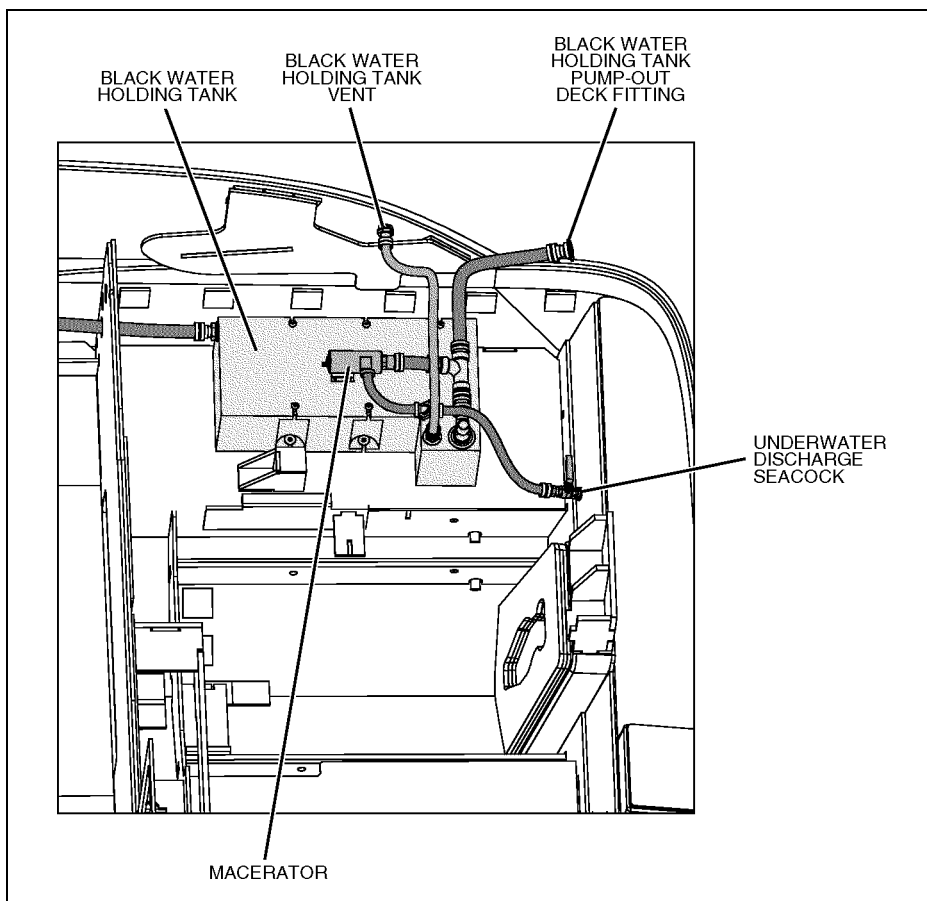 BLACK WATER
HOLDING TANK
BLACK WATER
HOLDING TANK
VENT
BLACK WATER
HOLDING TANK
PUMP-OUT
DECK FITTING
UNDERWATER
DISCHARGE
SEACOCK
MACERATOR